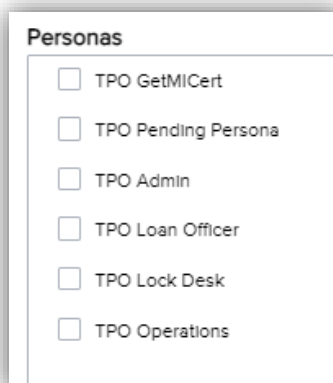 Personas
TPO GetMICert
TPO Pending Persona
TPO Admin
TPO Loan Officer
TPO Lock Desk
TPO Operations